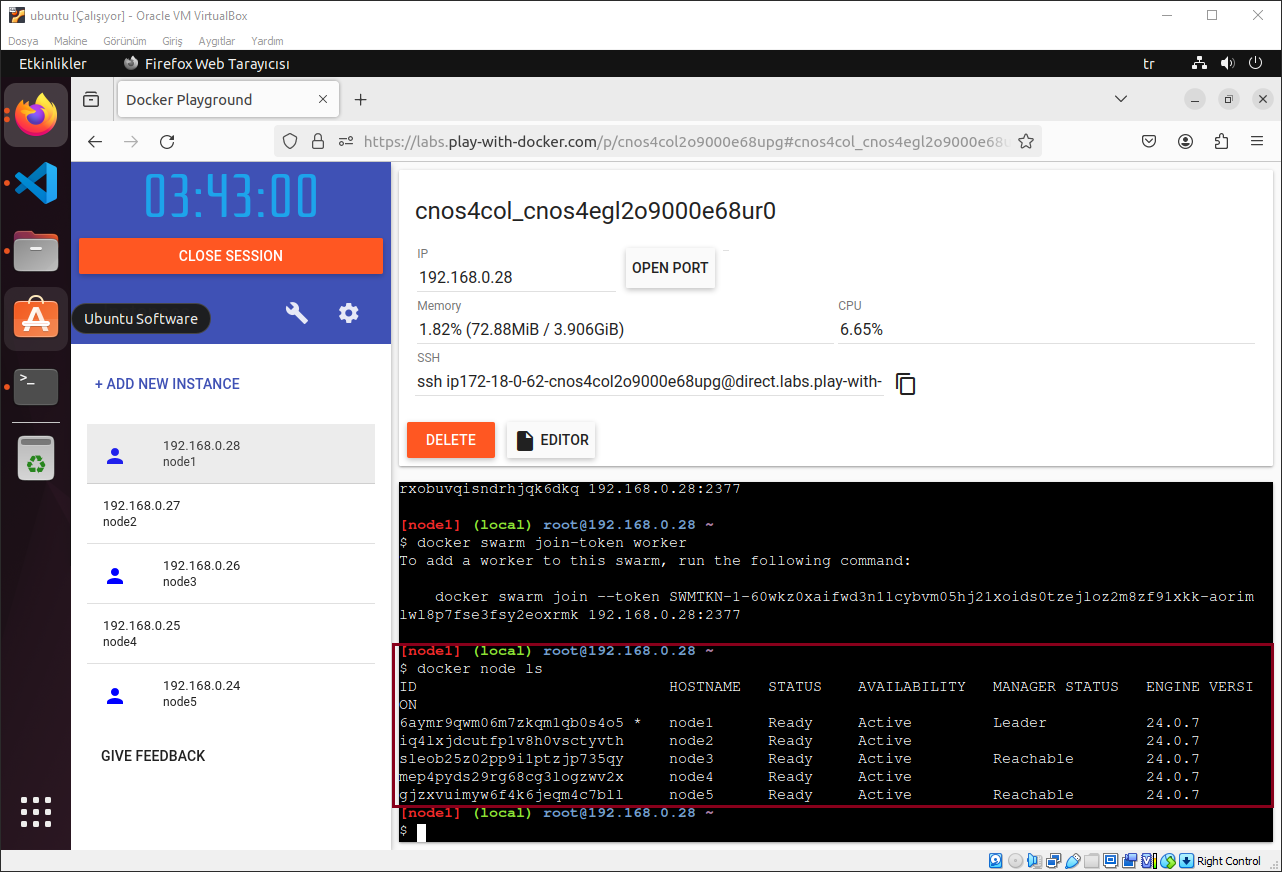 ubuntu [Çalışıyor] - Oracle VM VirtualBox
Dosya Makine Görünüm Giriş Aygıtlar Yardım
Etkinlikler Firefox Web Tarayıcısı tr
Docker Playground
https://labs.play-with-docker.com/p/cnos4col2o9000e68upg#cnos4col_cnos4egl2o9000e68u
03:43:00
CLOSE SESSION
Ubuntu Software
+ ADD NEW INSTANCE
192.168.0.28
node1
192.168.0.27
node2
192.168.0.26
node3
192.168.0.25
node4
192.168.0.24
node5
GIVE FEEDBACK
cnos4col_cnos4egl2o9000e68ur0
IP
192.168.0.28
OPEN PORT
Memory
1.82% (72.88MiB / 3.906GiB)
CPU
6.65%
SSH
ssh ip172-18-0-62-cnos4col2o9000e68upg@direct.labs.play-with-
DELETE
EDITOR
rxobuvqisndrhjqk6dkq 192.168.0.28:2377
[node1] (local) root@192.168.0.28 ~
$ docker swarm join-token worker
To add a worker to this swarm, run the following command:
docker swarm join --token SWMTKN-1-60wkz0xaifwd3n1lcybvm05hj21xoids0tzejloz2m8zf91xkk-aorim
lwl8p7fse3fsy2eoxrmk 192.168.0.28:2377
[node1] (local) root@192.168.0.28 ~
$ docker node ls
ID HOSTNAME STATUS AVAILABILITY MANAGER STATUS ENGINE VERSI
ON
6aymr9qwm06m7zkqm1qb0s4o5 * node1 Ready Active Leader 24.0.7
iq4lxjdcutfp1v8h0vsctyvth node2 Ready Active 24.0.7
sleob25z02pp9i1ptzjp735qy node3 Ready Active Reachable 24.0.7
mep4pyds29rg68cg3logzwv2x node4 Ready Active 24.0.7
gjzxvuimyw6f4k6jeqm4c7bll node5 Ready Active Reachable 24.0.7
[node1] (local) root@192.168.0.28 ~
$
Right Control